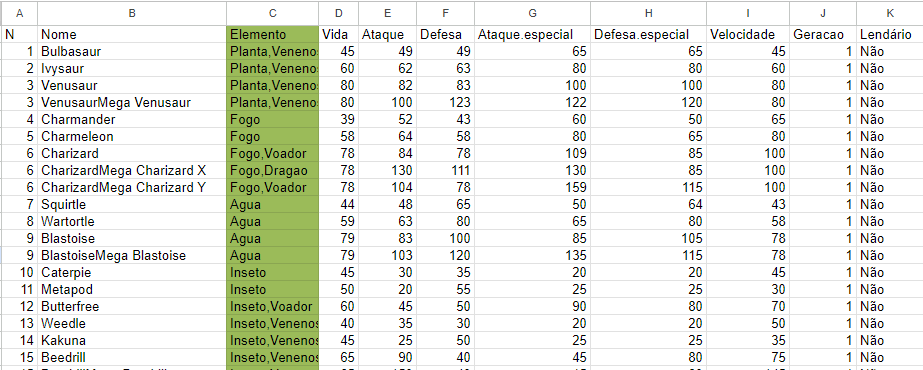 A B C D E F G H I J K
N Nome Elemento Vida Ataque Defesa Ataque.especial Defesa.especial Velocidade Geracao Lendário
1 Bulbasaur Planta,Veneno 45 49 49 65 65 45 1 Não
2 Ivysaur Planta,Veneno 60 62 63 80 80 60 1 Não
3 Venusaur Planta,Veneno 80 82 83 100 100 80 1 Não
3 VenusaurMega Venusaur Planta,Veneno 80 100 123 122 120 80 1 Não
4 Charmander Fogo 39 52 43 60 50 65 1 Não
5 Charmeleon Fogo 58 64 58 80 65 80 1 Não
6 Charizard Fogo,Voador 78 84 78 109 85 100 1 Não
6 CharizardMega Charizard X Fogo,Dragao 78 130 111 130 85 100 1 Não
6 CharizardMega Charizard Y Fogo,Voador 78 104 78 159 115 100 1 Não
7 Squirtle Agua 44 48 65 50 64 43 1 Não
8 Wartortle Agua 59 63 80 65 80 58 1 Não
9 Blastoise Agua 79 83 100 85 105 78 1 Não
9 BlastoiseMega Blastoise Agua 79 103 120 135 115 78 1 Não
10 Caterpie Inseto 45 30 35 20 20 45 1 Não
11 Metapod Inseto 50 20 55 25 25 30 1 Não
12 Butterfree Inseto,Voador 60 45 50 90 80 70 1 Não
13 Weedle Inseto,Veneno 40 35 30 20 20 50 1 Não
14 Kakuna Inseto,Veneno 45 25 50 25 25 35 1 Não
15 Beedrill Inseto,Veneno 65 90 40 45 80 75 1 Não